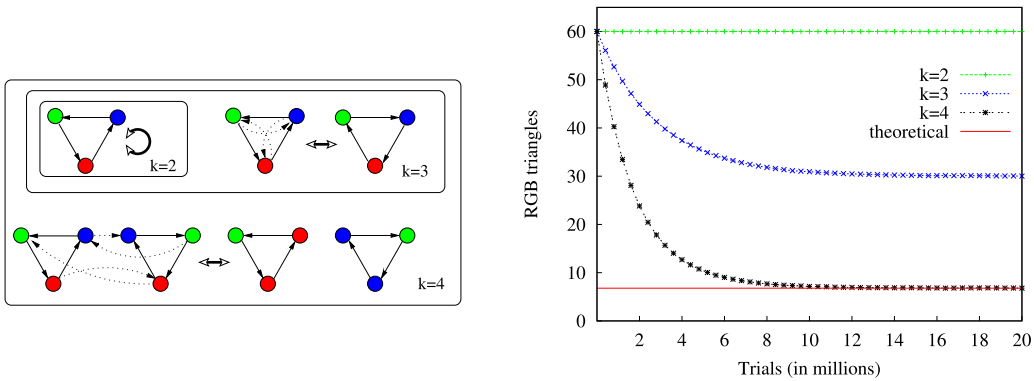 k=2
k=3
k=4
60
50
40
30
20
10
0
RGB triangles
k=2
k=3
k=4
theoretical
2 4 6 8 10 12 14 16 18 20
Trials (in millions)